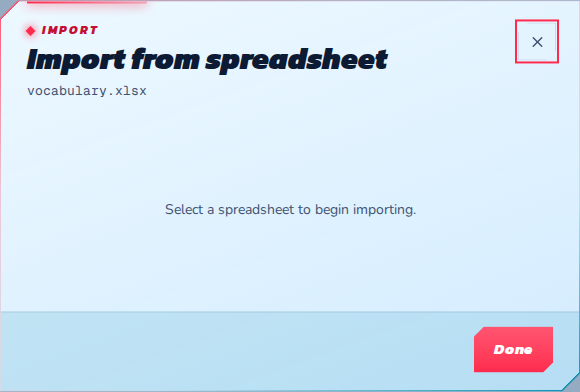 IMPORT
Import from spreadsheet
vocabulary.xlsx
Select a spreadsheet to begin importing.
Done